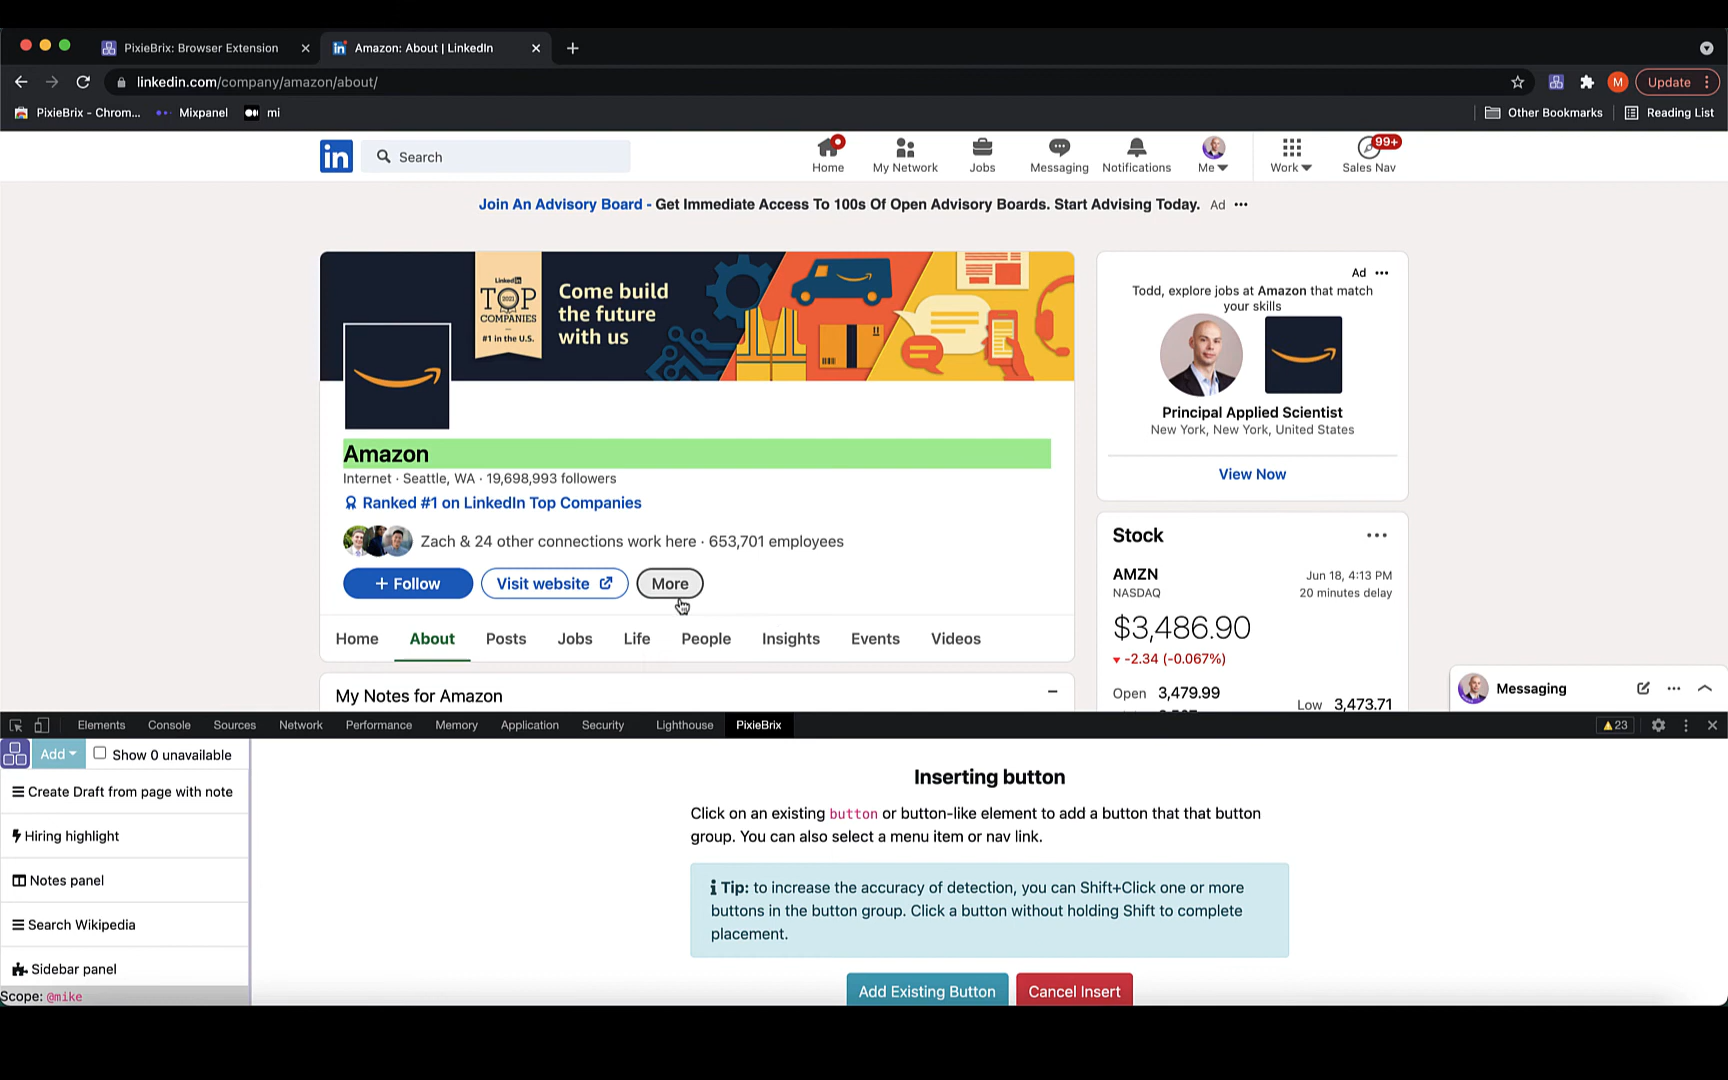 PixieBrix: Browser Extension
Amazon: About | LinkedIn
linkedin.com/company/amazon/about/
M
Update
PixieBrix - Chrom...
Mixpanel
mi
Other Bookmarks
Reading List
in
Search
Home
My Network
Jobs
Messaging
Notifications
Me
Work
99+
Sales Nav
Join An Advisory Board - Get Immediate Access To 100s Of Open Advisory Boards. Start Advising Today. Ad
LinkedIn
TOP
COMPANIES
#1 in the U.S.
2021
Come build
the future
with us
Amazon
Internet · Seattle, WA · 19,698,993 followers
Ranked #1 on LinkedIn Top Companies
Zach & 24 other connections work here · 653,701 employees
+ Follow
Visit website
More
Home
About
Posts
Jobs
Life
People
Insights
Events
Videos
My Notes for Amazon
Ad
Todd, explore jobs at Amazon that match
your skills
Principal Applied Scientist
New York, New York, United States
View Now
Stock
AMZN
Jun 18, 4:13 PM
NASDAQ
20 minutes delay
$3,486.90
-2.34 (-0.067%)
Open 3,479.99
Low 3,473.71
Messaging
Elements
Console
Sources
Network
Performance
Memory
Application
Security
Lighthouse
PixieBrix
23
Add
Show 0 unavailable
Create Draft from page with note
Hiring highlight
Notes panel
Search Wikipedia
Sidebar panel
Scope: @mike
Inserting button
Click on an existing button or button-like element to add a button that that button
group. You can also select a menu item or nav link.
Tip: to increase the accuracy of detection, you can Shift+Click one or more
buttons in the button group. Click a button without holding Shift to complete
placement.
Add Existing Button
Cancel Insert